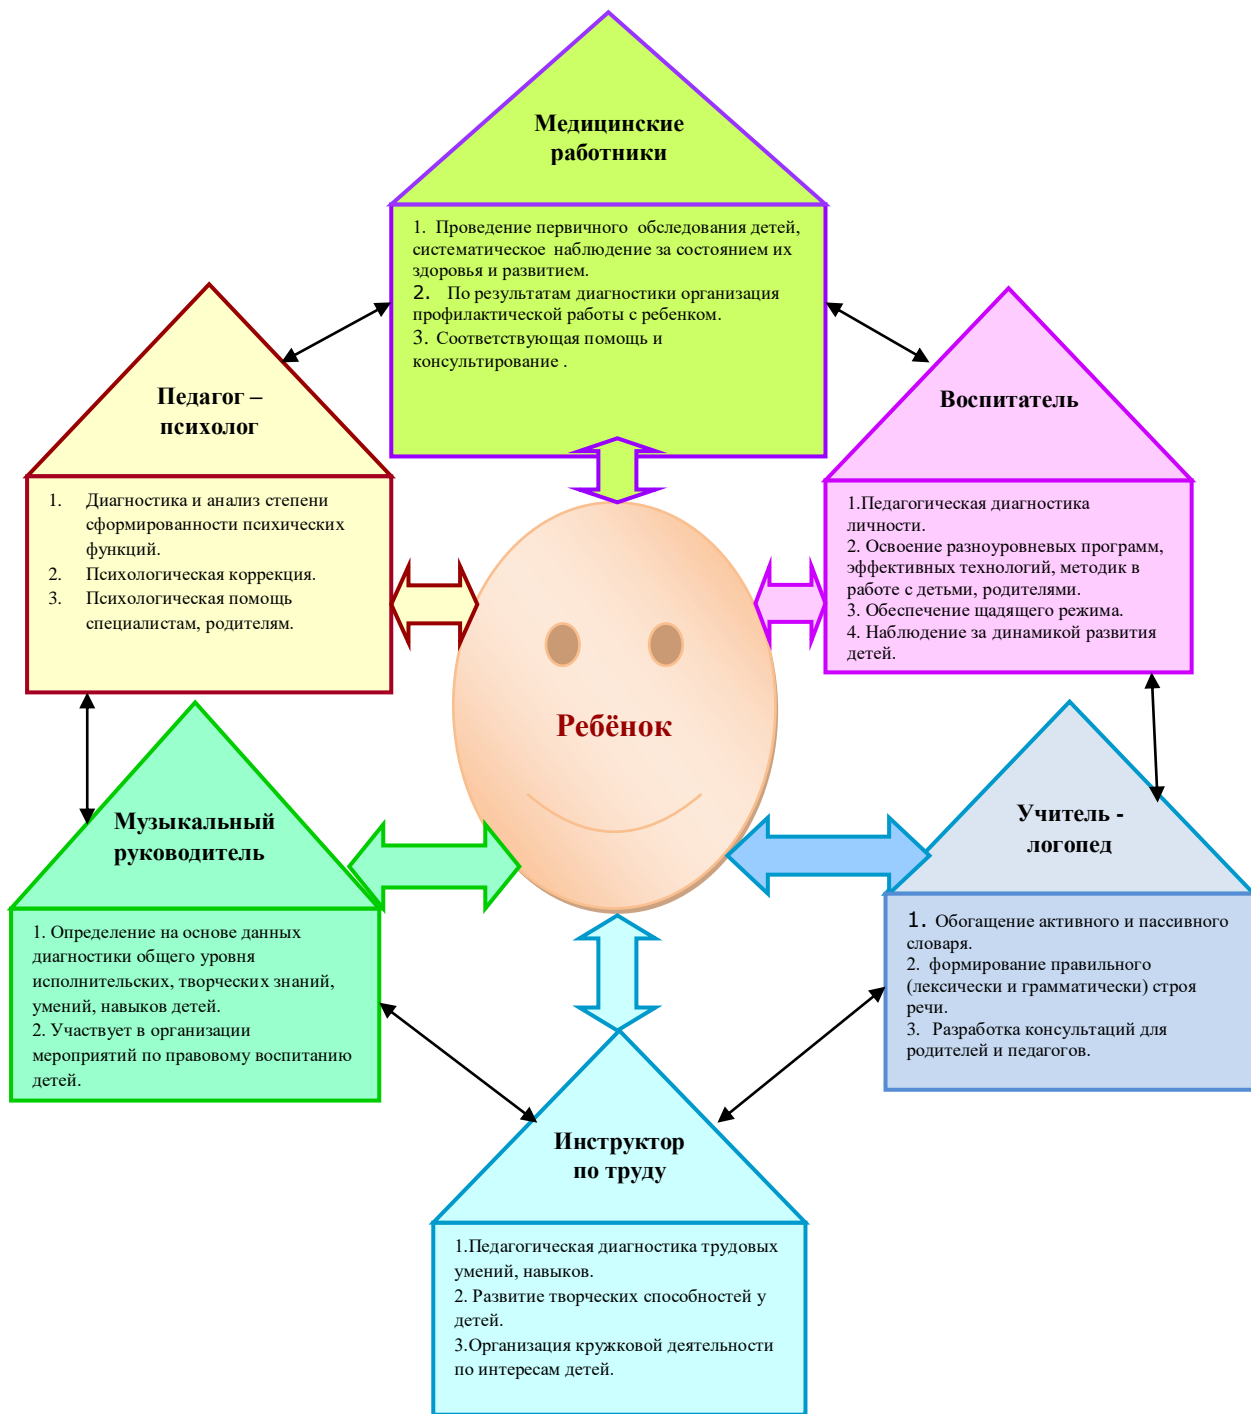 Медицинские
работники
1. Проведение первичного обследования детей,
систематическое наблюдение за состоянием их
здоровья и развитием.
2. По результатам диагностики организация
профилактической работы с ребенком.
3. Соответствующая помощь и
консультирование .
Педагог –
психолог
1. Диагностика и анализ степени
сформированности психических
функций.
2. Психологическая коррекция.
3. Психологическая помощь
специалистам, родителям.
Воспитатель
1.Педагогическая диагностика
личности.
2. Освоение разноуровневых программ,
эффективных технологий, методик в
работе с детьми, родителями.
3. Обеспечение щадящего режима.
4. Наблюдение за динамикой развития
детей.
Ребёнок
Музыкальный
руководитель
1. Определение на основе данных
диагностики общего уровня
исполнительских, творческих знаний,
умений, навыков детей.
2. Участвует в организации
мероприятий по правовому воспитанию
детей.
Учитель -
логопед
1. Обогащение активного и пассивного
словаря.
2. формирование правильного
(лексически и грамматически) строя
речи.
3. Разработка консультаций для
родителей и педагогов.
Инструктор
по труду
1.Педагогическая диагностика трудовых
умений, навыков.
2. Развитие творческих способностей у
детей.
3.Организация кружковой деятельности
по интересам детей.